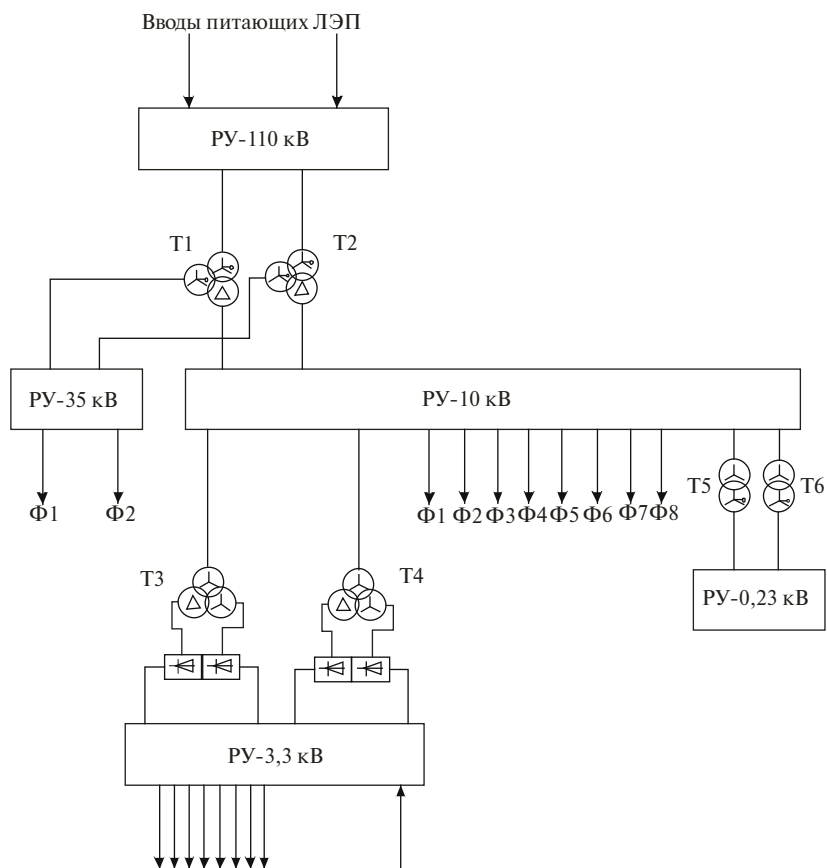 Вводы питающих ЛЭП
РУ-110 кВ
Т1
Т2
РУ-35 кВ
РУ-10 кВ
Ф1
Ф2
Ф1
Ф2
Ф3
Ф4
Ф5
Ф6
Ф7
Ф8
Т5
Т6
Т3
Т4
РУ-0,23 кВ
РУ-3,3 кВ